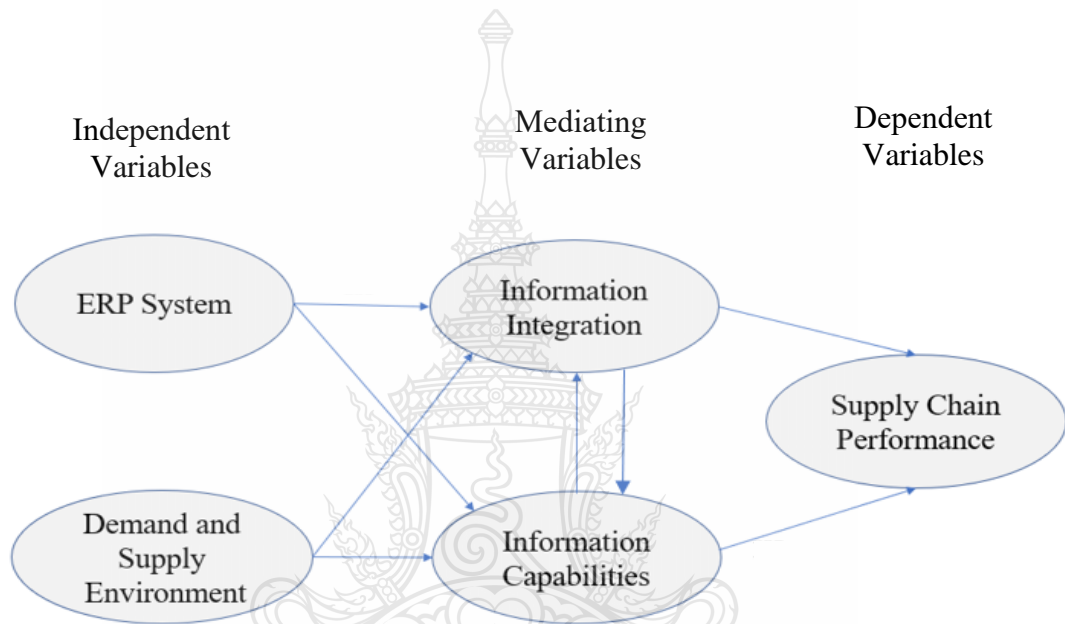 Independent
Variables
Mediating
Variables
Dependent
Variables
ERP System
Information
Integration
Supply Chain
Performance
Demand and
Supply
Environment
Information
Capabilities